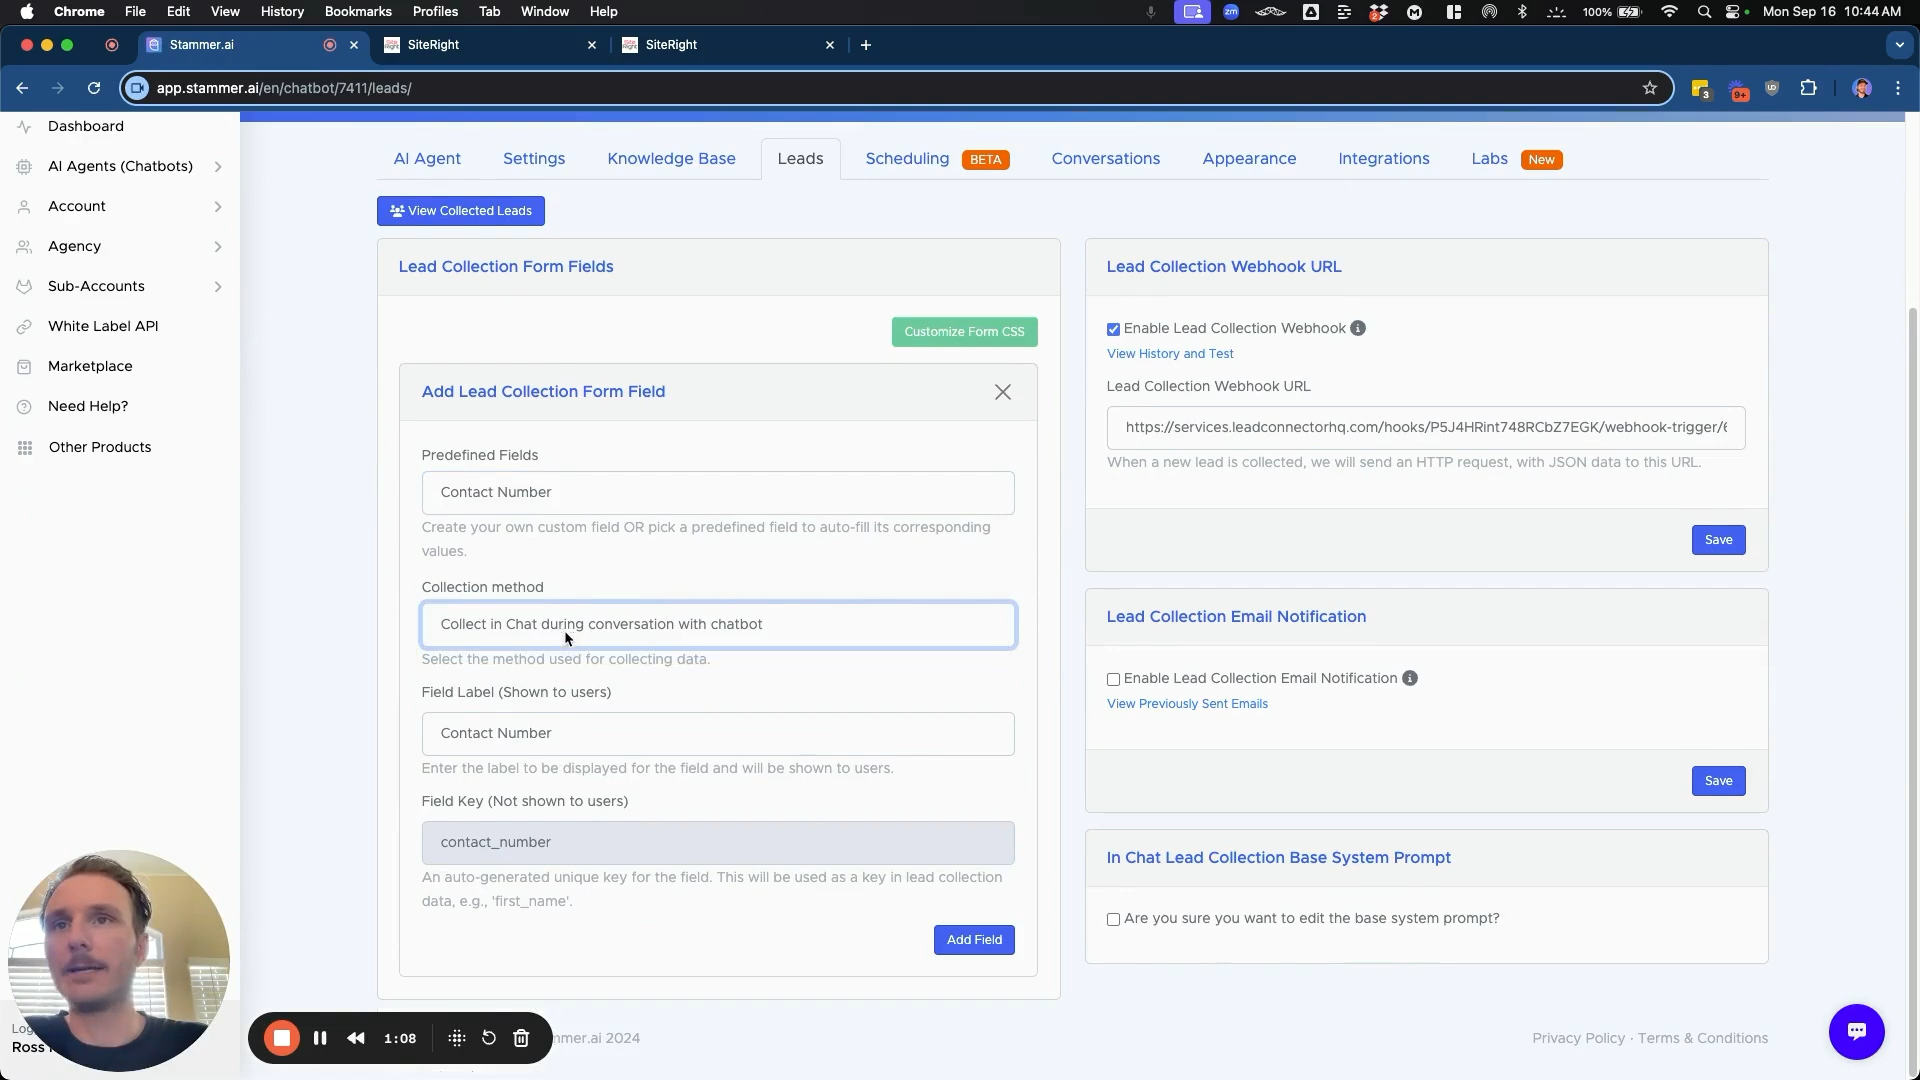 Chrome File Edit View History Bookmarks Profiles Tab Window Help
zm 2 100% Mon Sep 16 10:44 AM
Stammer.ai SiteRight SiteRight
app.stammer.ai/en/chatbot/7411/leads/
3 9+
Dashboard
AI Agents (Chatbots)
Account
Agency
Sub-Accounts
White Label API
Marketplace
Need Help?
Other Products
AI Agent Settings Knowledge Base Leads Scheduling BETA Conversations Appearance Integrations Labs New
View Collected Leads
Lead Collection Form Fields
Customize Form CSS
Add Lead Collection Form Field
Predefined Fields
Contact Number
Create your own custom field OR pick a predefined field to auto-fill its corresponding
values.
Collection method
Collect in Chat during conversation with chatbot
Select the method used for collecting data.
Field Label (Shown to users)
Contact Number
Enter the label to be displayed for the field and will be shown to users.
Field Key (Not shown to users)
contact_number
An auto-generated unique key for the field. This will be used as a key in lead collection
data, e.g., 'first_name'.
Add Field
Lead Collection Webhook URL
Enable Lead Collection Webhook
View History and Test
Lead Collection Webhook URL
https://services.leadconnectorhq.com/hooks/P5J4HRint748RCbZ7EGK/webhook-trigger/
When a new lead is collected, we will send an HTTP request, with JSON data to this URL.
Save
Lead Collection Email Notification
Enable Lead Collection Email Notification
View Previously Sent Emails
Save
In Chat Lead Collection Base System Prompt
Are you sure you want to edit the base system prompt?
Log
Ross
1:08
mmer.ai 2024
Privacy Policy · Terms & Conditions